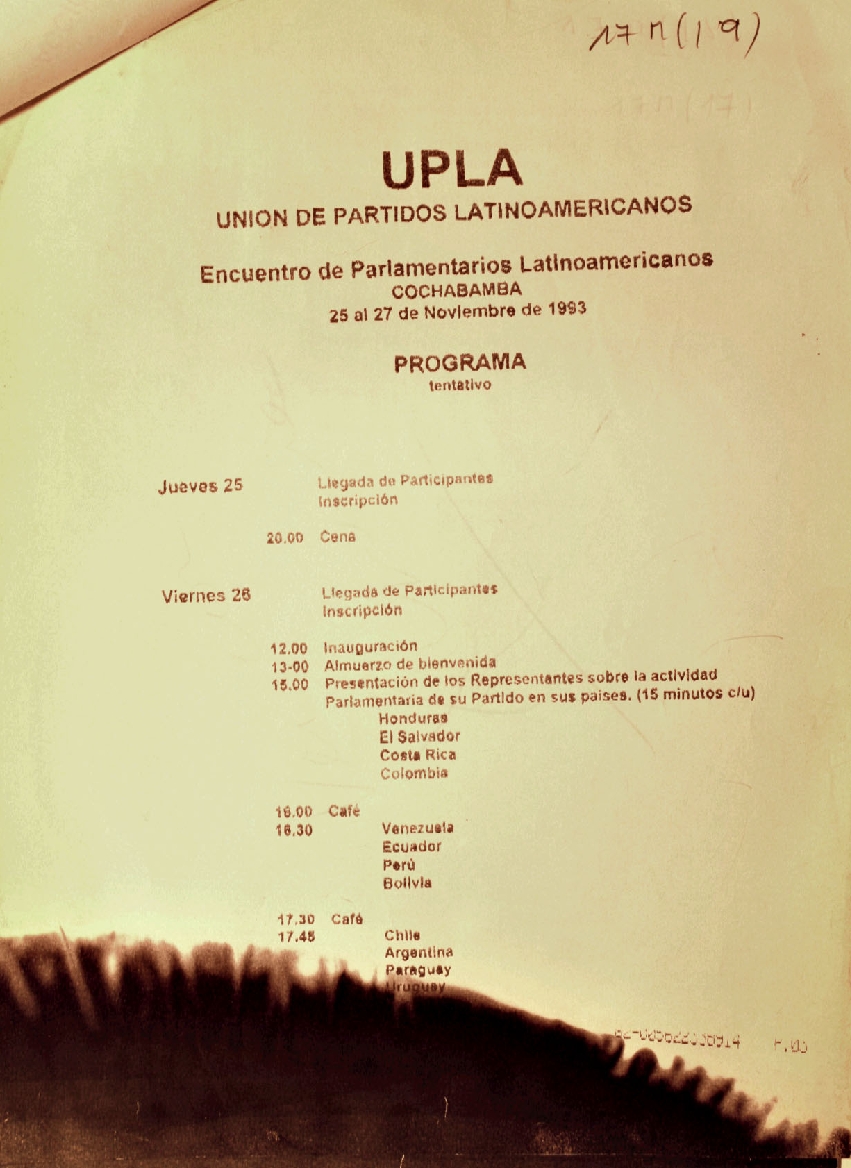 17 n (19)
UPLA
UNION DE PARTIDOS LATINOAMERICANOS
Encuentro de Parlamentarios Latinoamericanos
COCHABAMBA
25 al 27 de Noviembre de 1993
PROGRAMA
tentativo
Jueves 25 Llegada de Participantes
Inscripción
20.00 Cena
Viernes 26 Llegada de Participantes
Inscripción
12.00 Inauguración
13-00 Almuerzo de bienvenida
15.00 Presentación de los Representantes sobre la actividad
Parlamentaria de su Partido en sus paises. (15 minutos c/u)
Honduras
El Salvador
Costa Rica
Colombia
16.00 Café
16.30 Venezuela
Ecuador
Perú
Bolivia
17.30 Café
17.45 Chile
Argentina
Paraguay
Uruguay